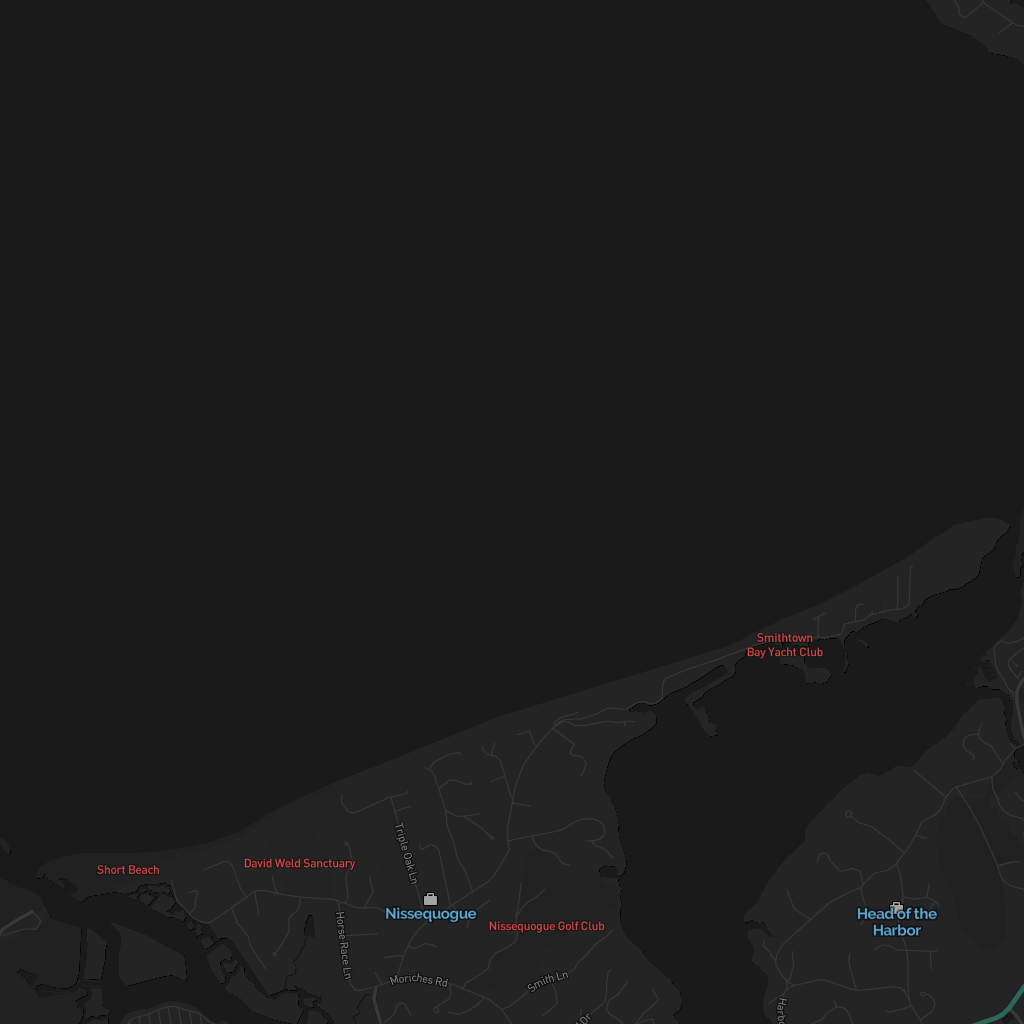 Smithtown
Bay Yacht Club
Short Beach
David Weld Sanctuary
Triple Oak Ln
Nissequogue
Nissequogue Golf Club
Head of the
Harbor
Horse Race Ln
Moriches Rd
Smith Ln
Dr